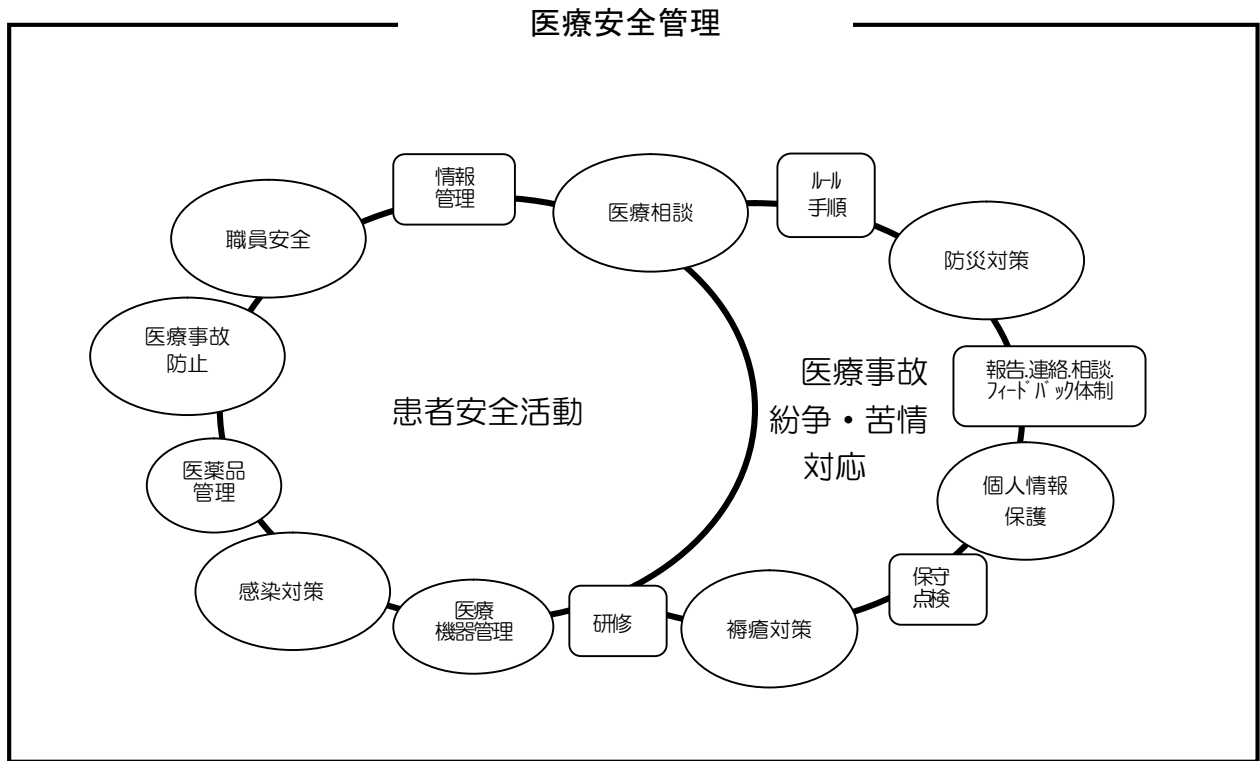 医療安全管理
情報
管理
医療相談
ルール
手順
職員安全
防災対策
医療事故
防止
報告.連絡.相談.
フィードバック体制
患者安全活動
医療事故
紛争・苦情
対応
医薬品
管理
個人情報
保護
感染対策
医療
機器管理
研修
褥瘡対策
保守
点検